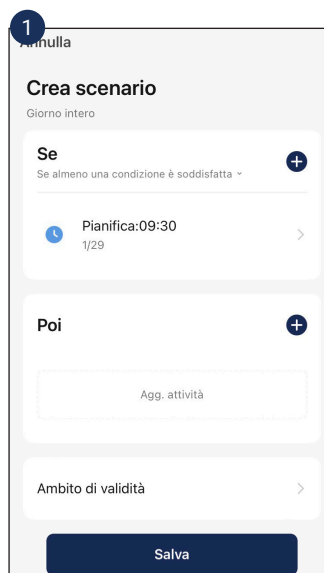 1
Annulla
Crea scenario
Giorno intero
Se
Se almeno una condizione è soddisfatta
Pianifica:09:30
1/29
Poi
Agg. attività
Ambito di validità
Salva